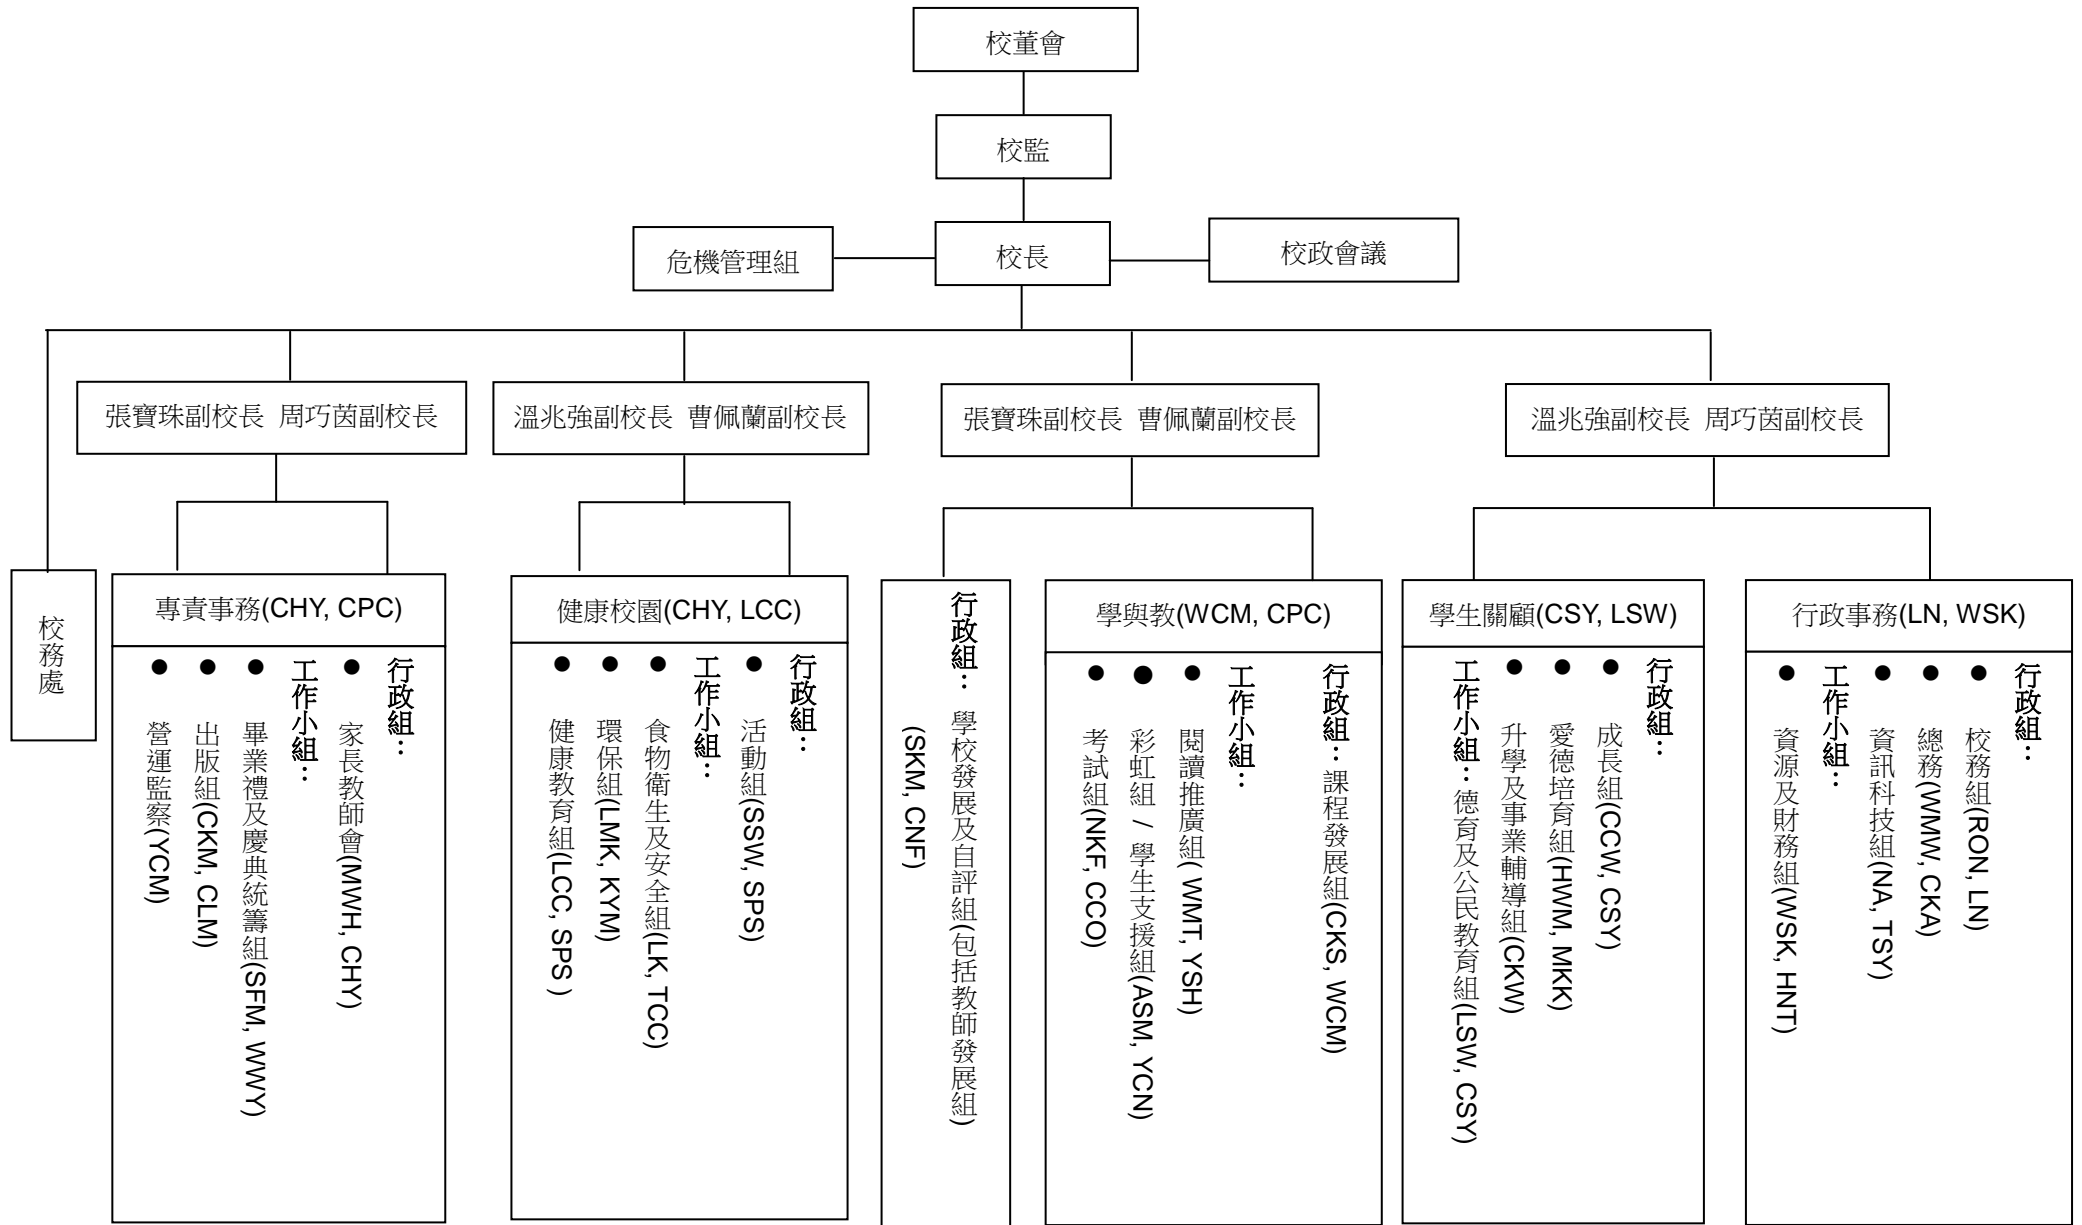 校董會
校監
危機管理組
校長
校政會議
張寶珠副校長 周巧茵副校長
溫兆強副校長 曹佩蘭副校長
張寶珠副校長 曹佩蘭副校長
溫兆強副校長 周巧茵副校長
校務處
專責事務(CHY, CPC)
行政組：
● 家長教師會(MWH, CHY)
工作小組：
● 畢業禮及慶典統籌組(SFM, WWY)
● 出版組(CKM, CLM)
● 營運監察(YCM)
健康校園(CHY, LCC)
行政組：
● 活動組(SSW, SPS)
工作小組：
● 食物衛生及安全組(LK, TCC)
● 環保組(LMK, KYM)
● 健康教育組(LCC, SPS )
行政組：學校發展及自評組(包括教師發展組)
(SKM, CNF)
學與教(WCM, CPC)
行政組：課程發展組(CKS, WCM)
工作小組：
● 閱讀推廣組( WMT, YSH)
● 彩虹組 / 學生支援組(ASM, YCN)
● 考試組(NKF, CCO)
學生關顧(CSY, LSW)
行政組：
● 成長組(CCW, CSY)
● 愛德培育組(HWM, MKK)
● 升學及事業輔導組(CKW)
工作小組：德育及公民教育組(LSW, CSY)
行政事務(LN, WSK)
行政組：
● 校務組(RON, LN)
● 總務(WMW, CKA)
● 資訊科技組(NA, TSY)
工作小組：
● 資源及財務組(WSK, HNT)